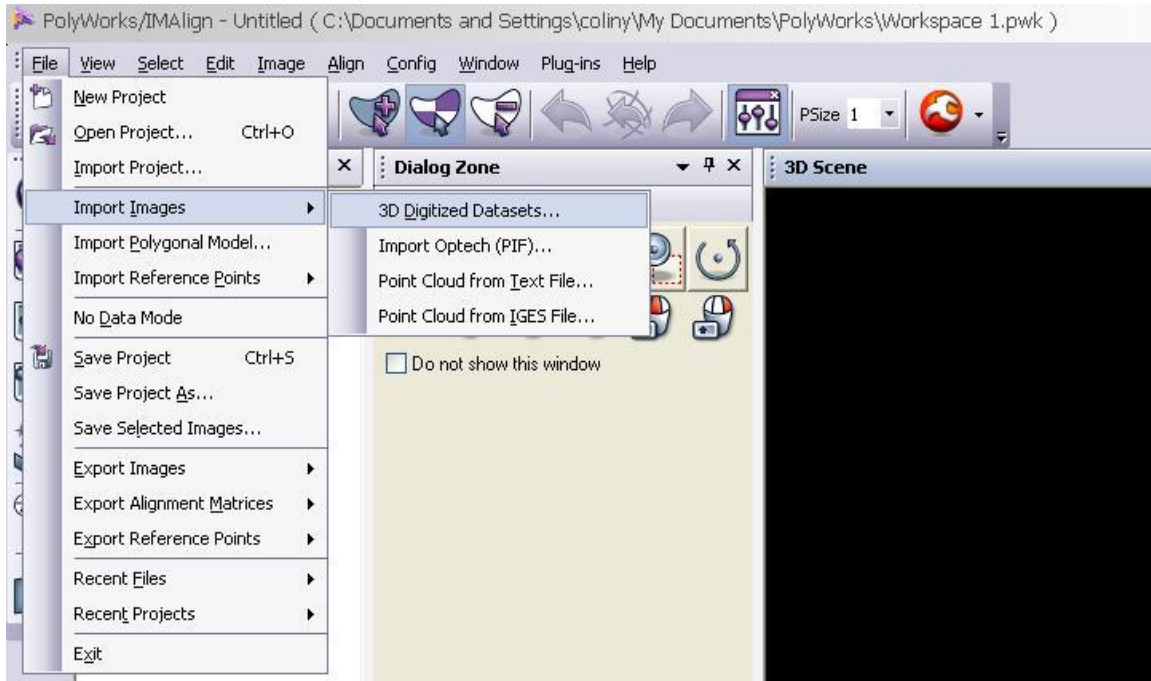 PolyWorks/IMAlign - Untitled ( C:\Documents and Settings\coliny\My Documents\PolyWorks\Workspace 1.pwk )
File View Select Edit Image Align Config Window Plug-ins Help
New Project
Open Project... Ctrl+O
Import Project...
Import Images
Import Polygonal Model...
Import Reference Points
No Data Mode
Save Project Ctrl+S
Save Project As...
Save Selected Images...
Export Images
Export Alignment Matrices
Export Reference Points
Recent Files
Recent Projects
Exit
3D Digitized Datasets...
Import Optech (PIF)...
Point Cloud from Text File...
Point Cloud from IGES File...
PSize 1
Dialog Zone
Do not show this window
3D Scene